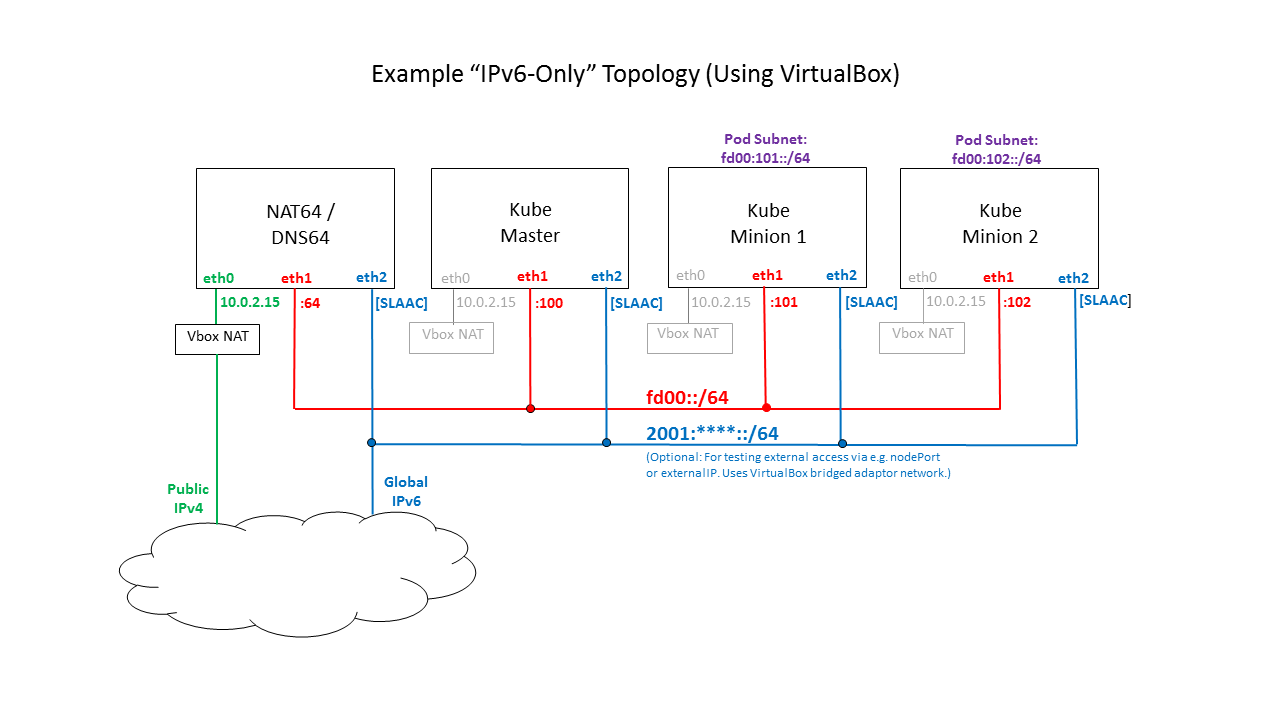 Example “IPv6-Only” Topology (Using VirtualBox)
Pod Subnet:
fd00:101::/64
Pod Subnet:
fd00:102::/64
NAT64 /
DNS64
Kube
Master
Kube
Minion 1
Kube
Minion 2
eth0
eth1
eth2
eth0
eth1
eth2
eth0
eth1
eth2
eth0
eth1
eth2
10.0.2.15
:64
[SLAAC]
10.0.2.15
:100
[SLAAC]
10.0.2.15
:101
[SLAAC]
10.0.2.15
:102
[SLAAC]
Vbox NAT
Vbox NAT
Vbox NAT
Vbox NAT
fd00::/64
2001:****::/64
(Optional: For testing external access via e.g. nodePort
or externalIP. Uses VirtualBox bridged adaptor network.)
Public
IPv4
Global
IPv6